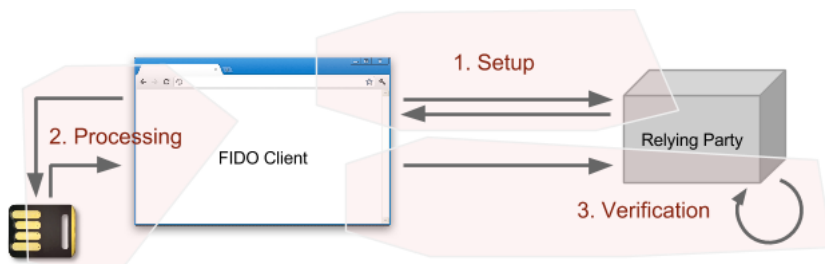 1. Setup
2. Processing
FIDO Client
Relying Party
3. Verification